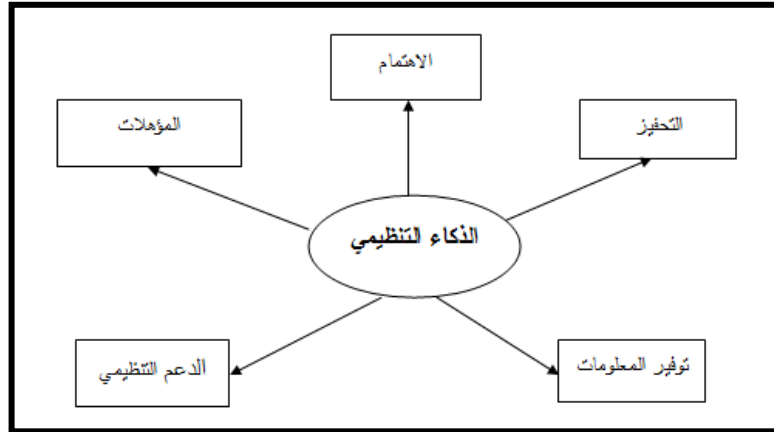 الاهتمام
التحفيز
المؤهلات
الذكاء التنظيمي
توفير المعلومات
الدعم التنظيمي